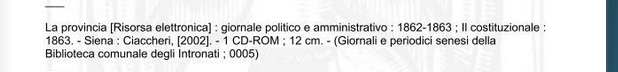 La provincia [Risorsa elettronica] : giornale politico e amministrativo : 1862-1863 ; Il costituzionale :
1863. - Siena : Ciaccheri, [2002]. - 1 CD-ROM ; 12 cm. - (Giornali e periodici senesi della
Biblioteca comunale degli Intronati ; 0005)